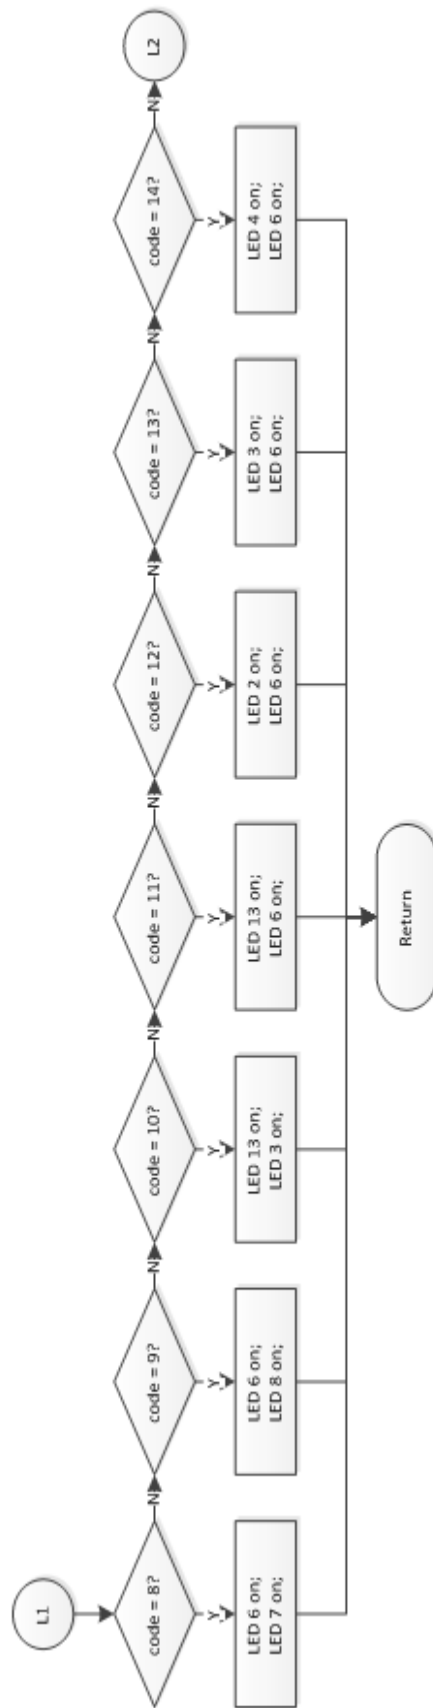 L1
code = 8?
N
code = 9?
N
code = 10?
N
code = 11?
N
code = 12?
N
code = 13?
N
code = 14?
N
L2
Y
Y
Y
Y
Y
Y
Y
LED 6 on;
LED 7 on;
LED 6 on;
LED 8 on;
LED 13 on;
LED 3 on;
LED 13 on;
LED 6 on;
LED 2 on;
LED 6 on;
LED 3 on;
LED 6 on;
LED 4 on;
LED 6 on;
Return